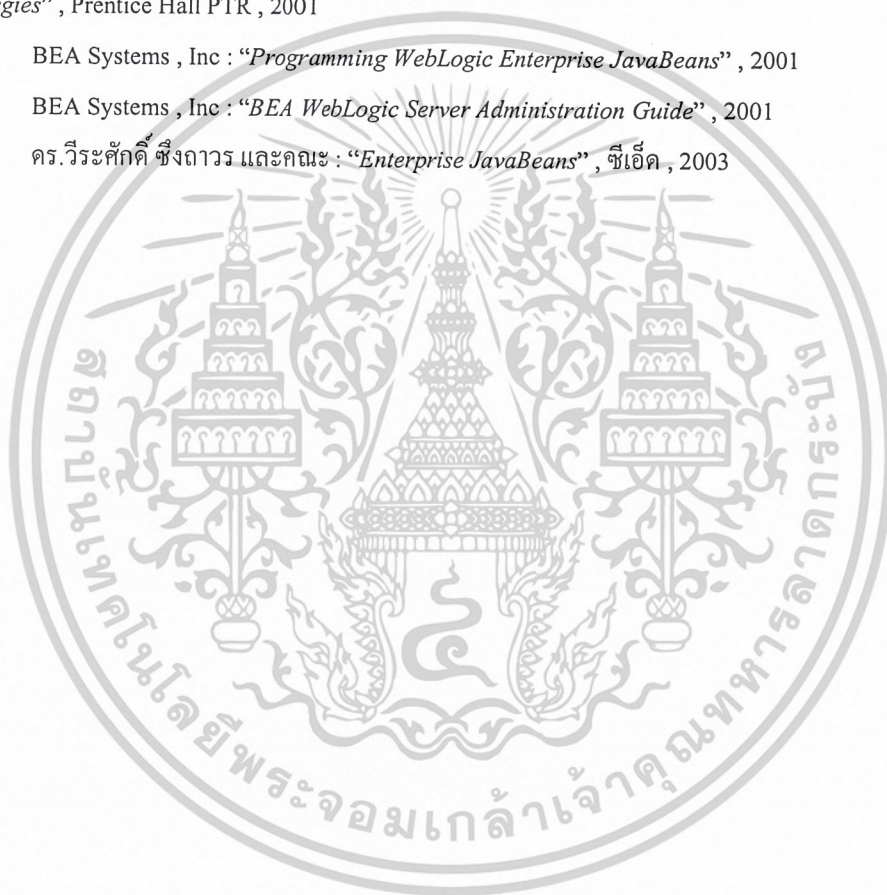 gies” , Prentice Hall PTR , 2001
BEA Systems , Inc : “Programming WebLogic Enterprise JavaBeans” , 2001
BEA Systems , Inc : “BEA WebLogic Server Administration Guide” , 2001
ดร.วีระศักดิ์ ซึงถาวร และคณะ : “Enterprise JavaBeans” , ซีเอ็ด , 2003
สถาบันเทคโนโลยีพระจอมเกล้าเจ้าคุณทหารลาดกระบัง